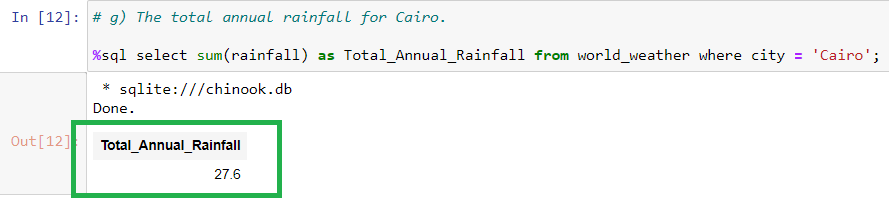 In [12]: # g) The total annual rainfall for Cairo.
%sql select sum(rainfall) as Total_Annual_Rainfall from world_weather where city = 'Cairo';
* sqlite:///chinook.db
Done.
Out[12]:
Total_Annual_Rainfall
27.6